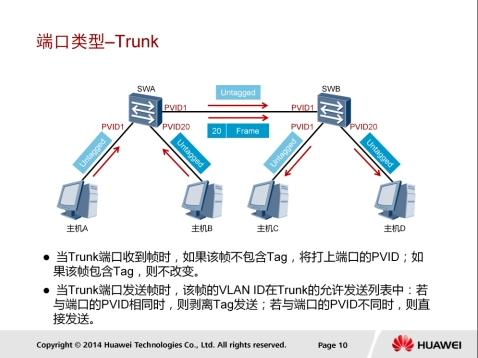 端口类型–Trunk
SWA
Untagged
SWB
PVID1
PVID1
PVID1
PVID20
20 Frame
PVID1
PVID20
Untagged
Untagged
Untagged
Untagged
主机A
主机B
主机C
主机D
● 当Trunk端口收到帧时，如果该帧不包含Tag，将打上端口的PVID；如
果该帧包含Tag，则不改变。
● 当Trunk端口发送帧时，该帧的VLAN ID在Trunk的允许发送列表中：若
与端口的PVID相同时，则剥离Tag发送；若与端口的PVID不同时，则直
接发送。
Copyright © 2014 Huawei Technologies Co., Ltd. All rights reserved.
Page 10
HUAWEI